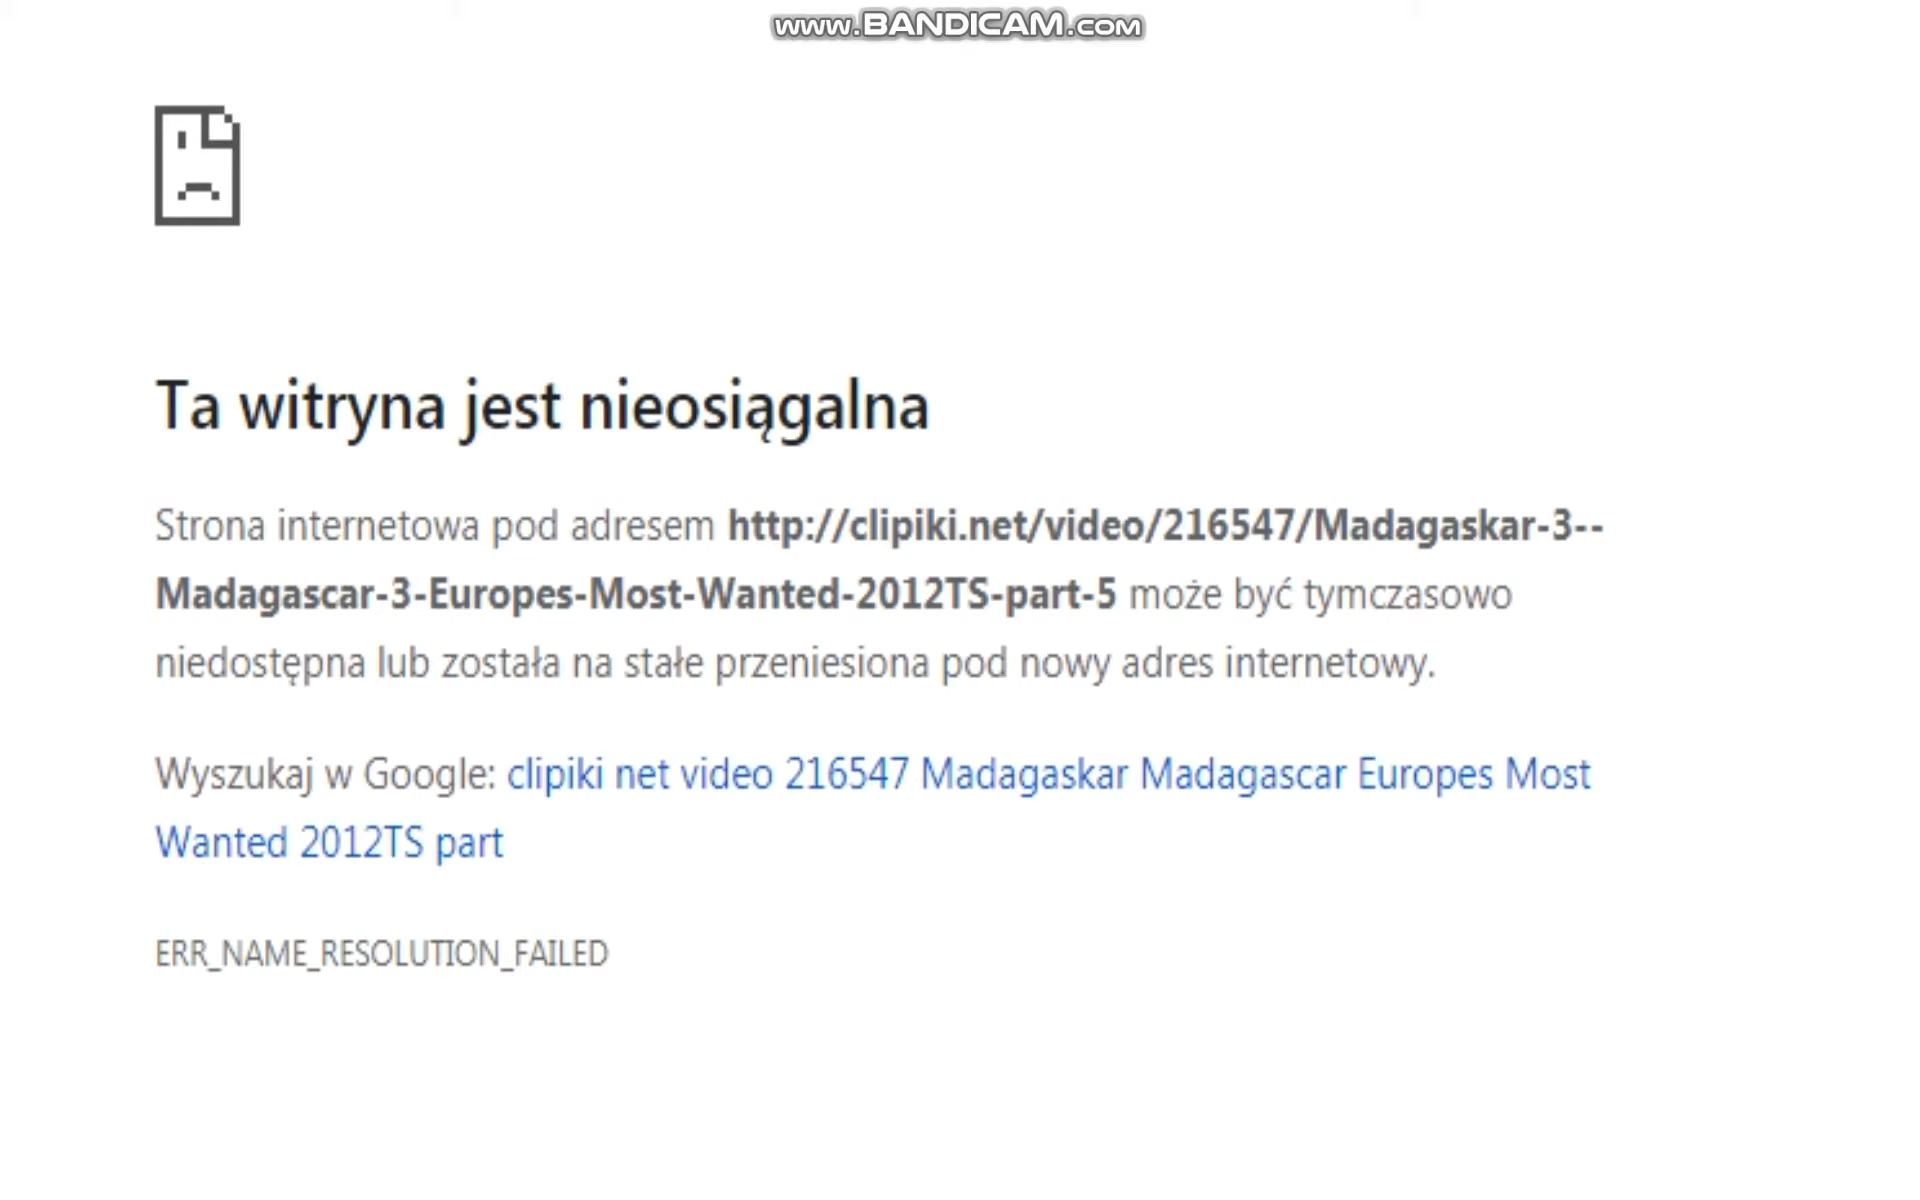 www.BANDICAM.com
Ta witryna jest nieosiągalna
Strona internetowa pod adresem http://clipiki.net/video/216547/Madagaskar-3--
Madagascar-3-Europes-Most-Wanted-2012TS-part-5 może być tymczasowo
niedostępna lub została na stałe przeniesiona pod nowy adres internetowy.
Wyszukaj w Google: clipiki net video 216547 Madagaskar Madagascar Europes Most
Wanted 2012TS part
ERR_NAME_RESOLUTION_FAILED